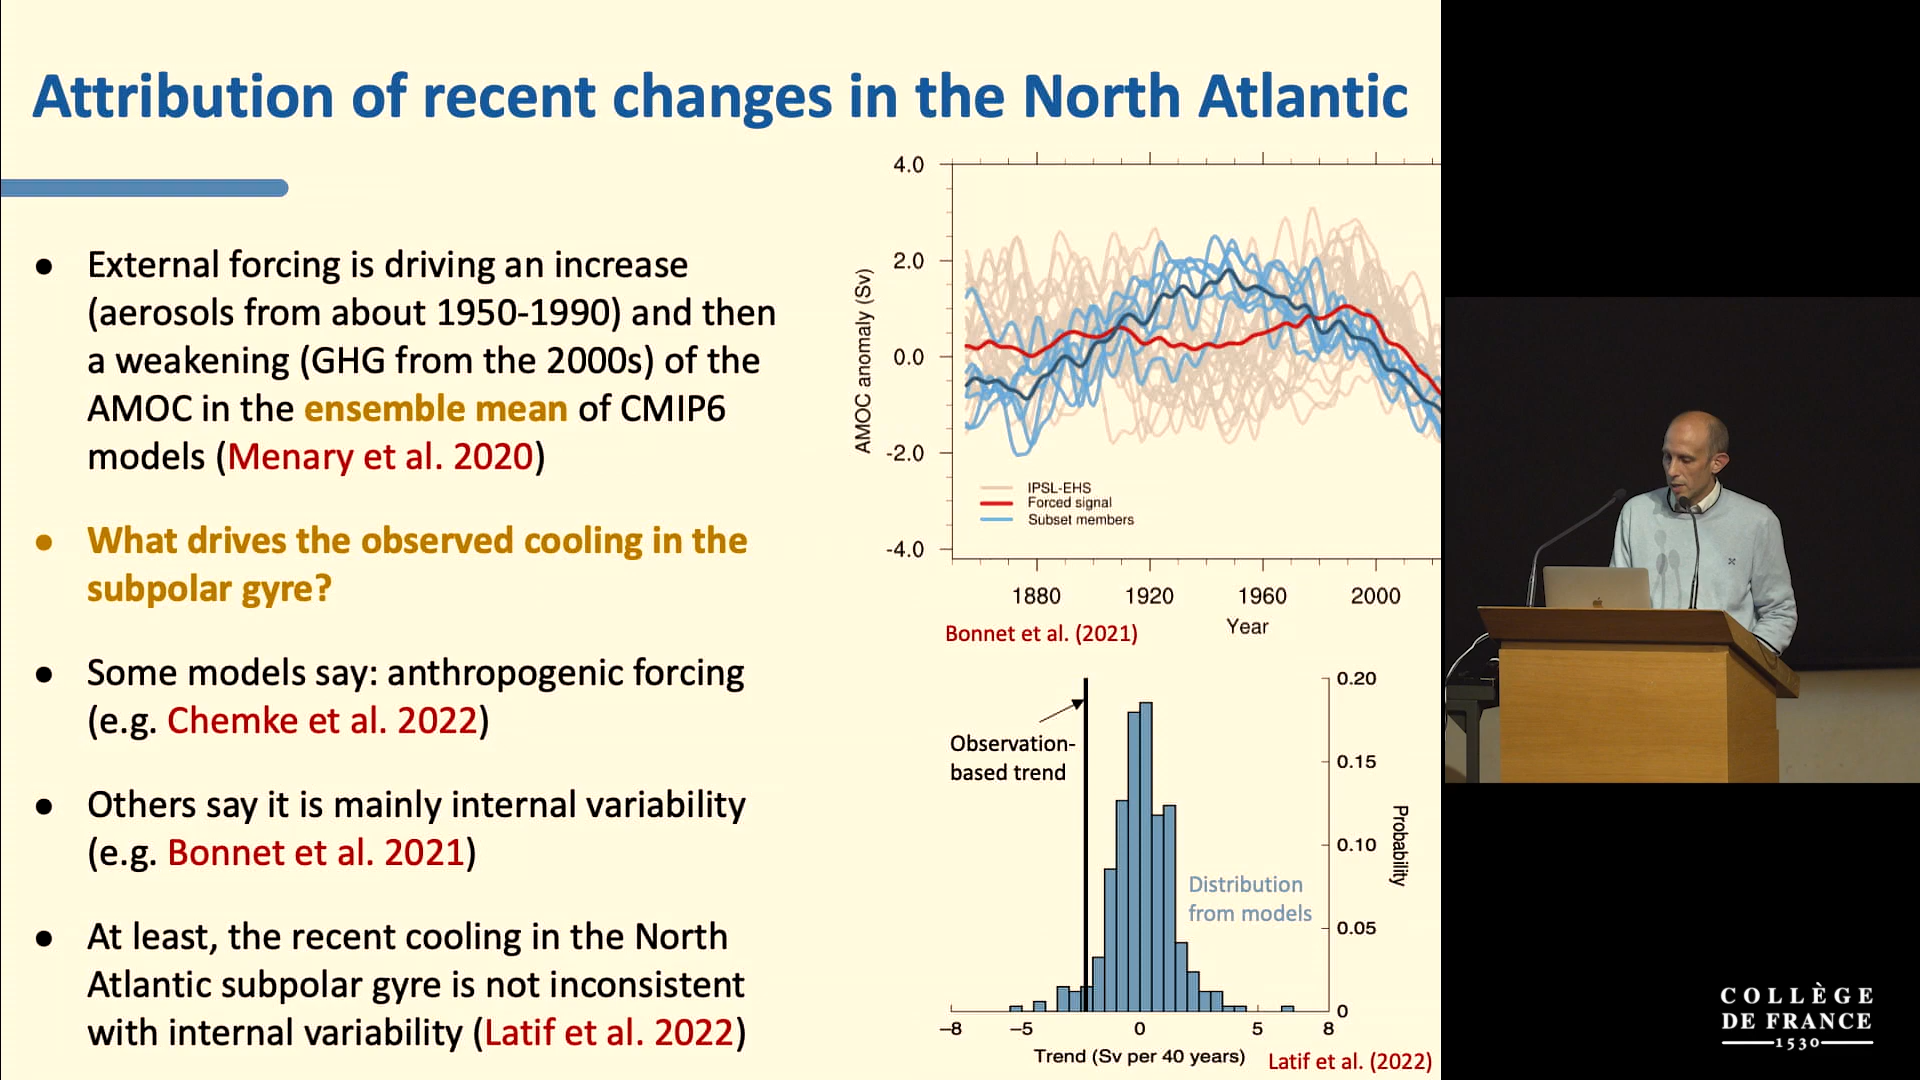 Attribution of recent changes in the North Atlantic
● External forcing is driving an increase
(aerosols from about 1950-1990) and then
a weakening (GHG from the 2000s) of the
AMOC in the ensemble mean of CMIP6
models (Menary et al. 2020)
● What drives the observed cooling in the
subpolar gyre?
● Some models say: anthropogenic forcing
(e.g. Chemke et al. 2022)
● Others say it is mainly internal variability
(e.g. Bonnet et al. 2021)
● At least, the recent cooling in the North
Atlantic subpolar gyre is not inconsistent
with internal variability (Latif et al. 2022)
4.0
2.0
0.0
-2.0
-4.0
AMOC anomaly (Sv)
IPSL-EHS
Forced signal
Subset members
1880 1920 1960 2000
Year
Bonnet et al. (2021)
Observation-
based trend
Distribution
from models
0.20
0.15
0.10
0.05
0
Probability
−8 −5 0 5 8
Trend (Sv per 40 years)
Latif et al. (2022)
COLLÈGE
DE FRANCE
1530